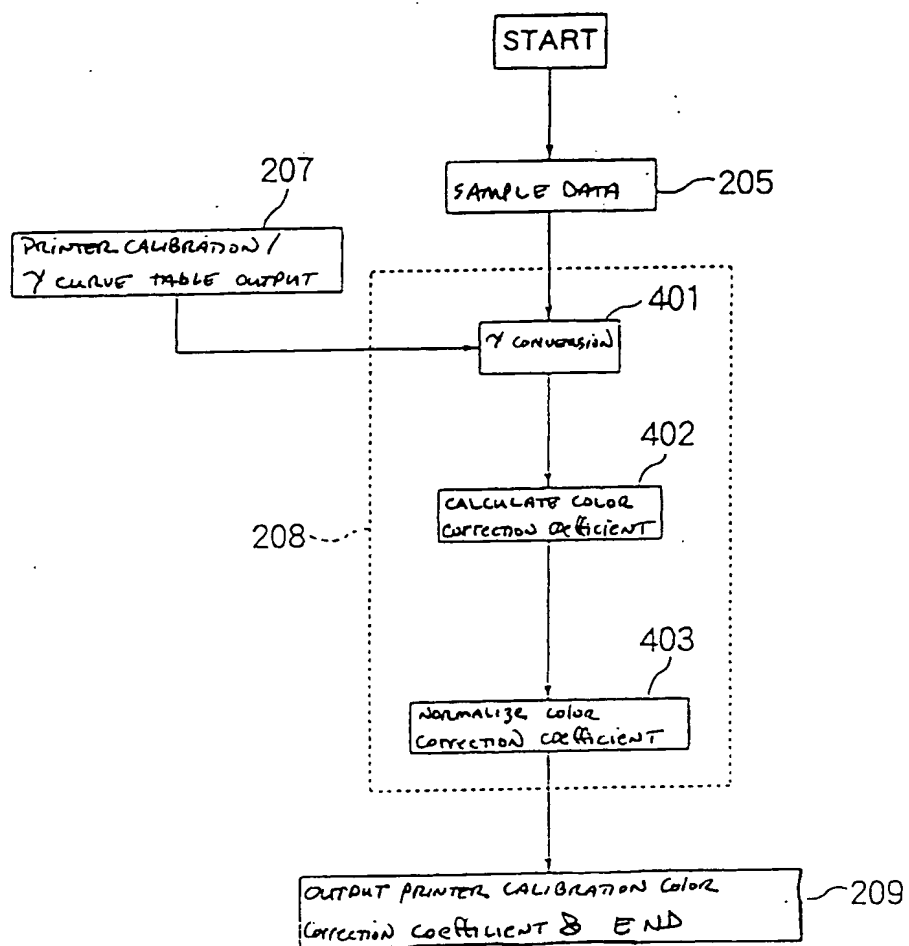 START
207
SAMPLE DATA
205
PRINTER CALIBRATION /
γ CURVE TABLE OUTPUT
401
γ CONVERSION
402
CALCULATE COLOR
CORRECTION COEFFICIENT
208
403
NORMALIZE COLOR
CORRECTION COEFFICIENT
OUTPUT PRINTER CALIBRATION COLOR
CORRECTION COEFFICIENT & END
209